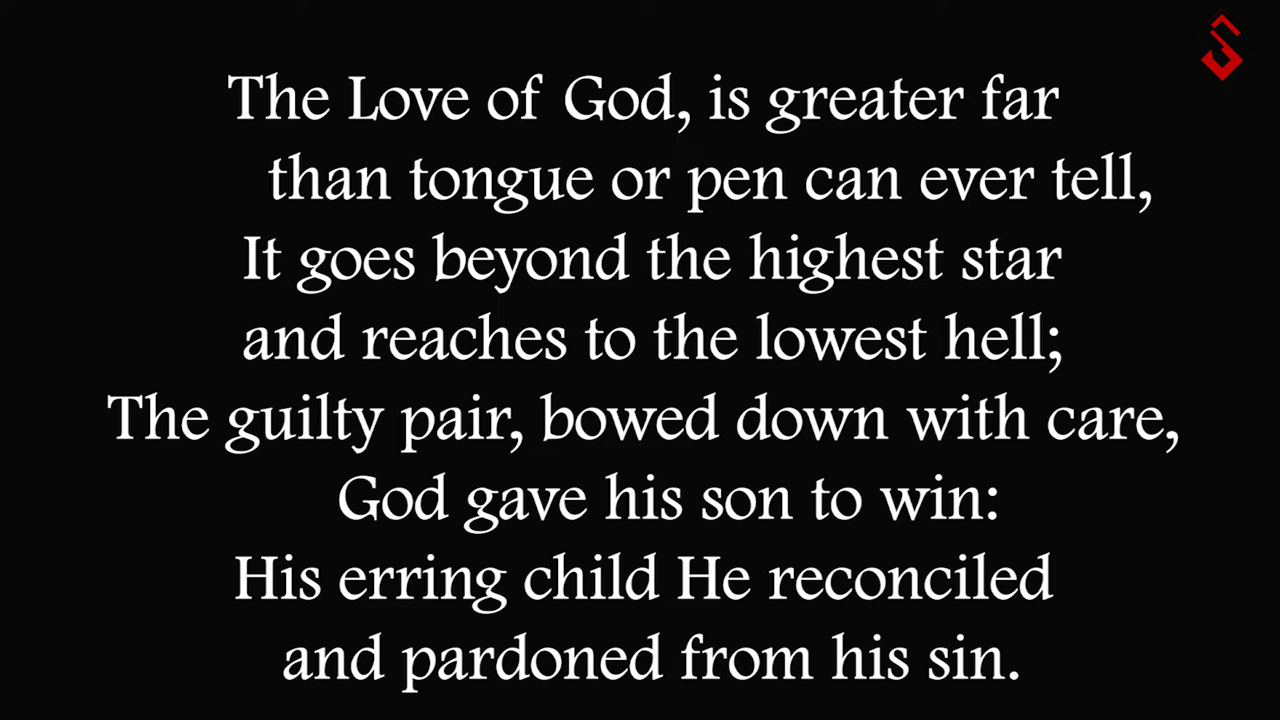 The Love of God, is greater far
than tongue or pen can ever tell,
It goes beyond the highest star
and reaches to the lowest hell;
The guilty pair, bowed down with care,
God gave his son to win:
His erring child He reconciled
and pardoned from his sin.